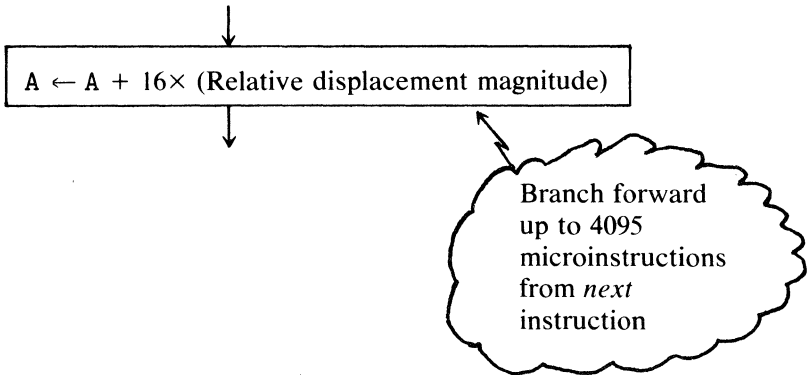 A ← A + 16× (Relative displacement magnitude)
Branch forward
up to 4095
microinstructions
from next
instruction